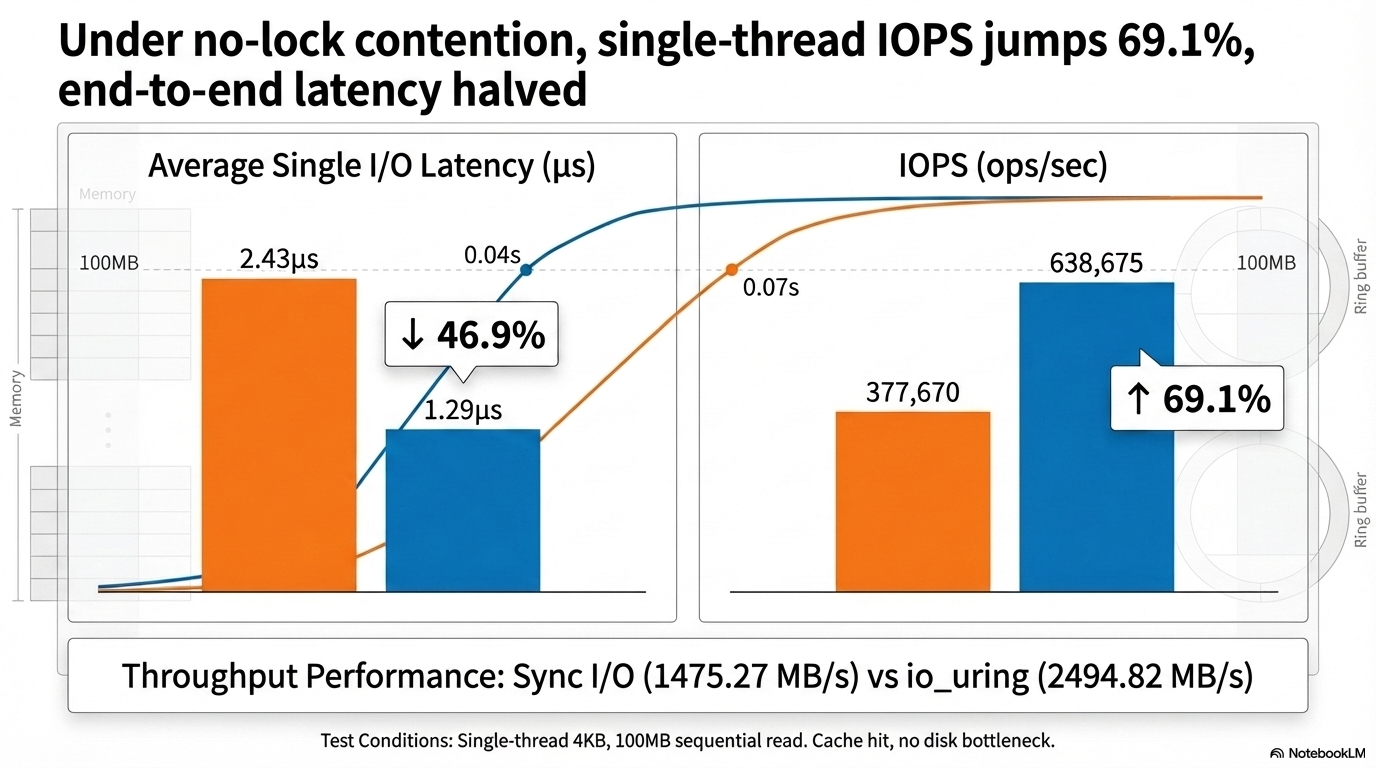 Under no-lock contention, single-thread IOPS jumps 69.1%,
end-to-end latency halved
Average Single I/O Latency (µs)
IOPS (ops/sec)
Memory
Memory
100MB
2.43µs
0.04s
↓ 46.9%
1.29µs
0.07s
377,670
638,675
↑ 69.1%
100MB
Ring buffer
Ring buffer
Throughput Performance: Sync I/O (1475.27 MB/s) vs io_uring (2494.82 MB/s)
Test Conditions: Single-thread 4KB, 100MB sequential read. Cache hit, no disk bottleneck.
NotebookLM